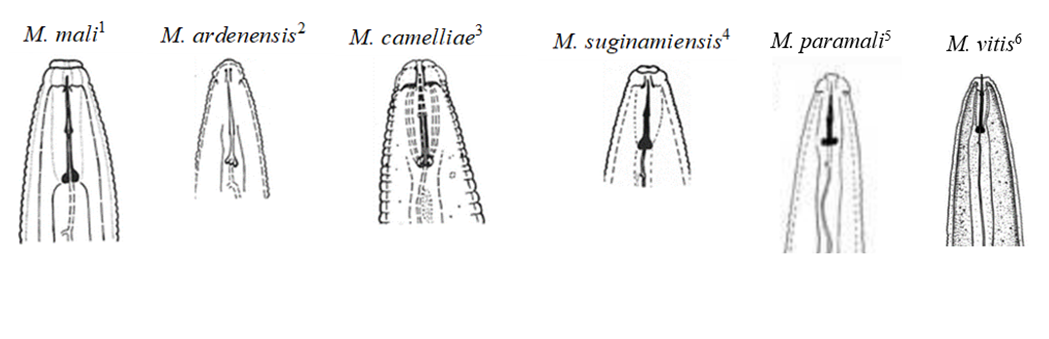 M. mali¹ M. ardenensis² M. camelliae³ M. suginamiensis⁴ M. paramali⁵ M. vitis⁶